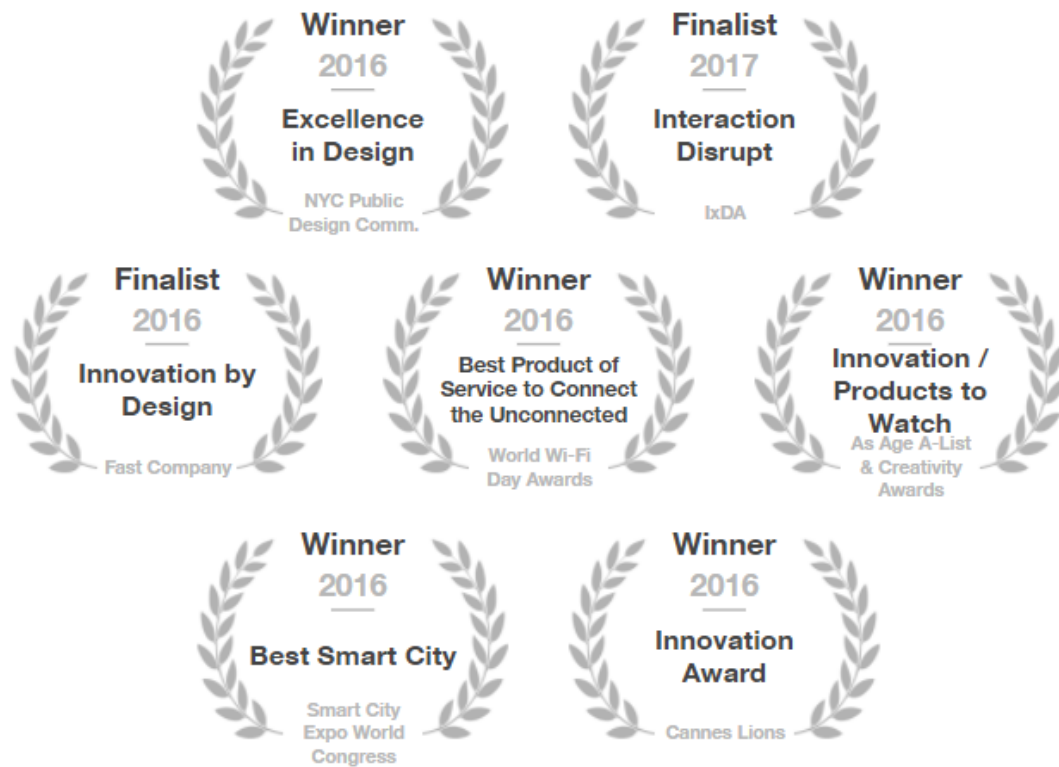 Winner
2016
Excellence
in Design
NYC Public
Design Comm.
Finalist
2017
Interaction
Disrupt
IxDA
Finalist
2016
Innovation by
Design
Fast Company
Winner
2016
Best Product of
Service to Connect
the Unconnected
World Wi-Fi
Day Awards
Winner
2016
Innovation /
Products to
Watch
As Age A-List
& Creativity
Awards
Winner
2016
Best Smart City
Smart City
Expo World
Congress
Winner
2016
Innovation
Award
Cannes Lions